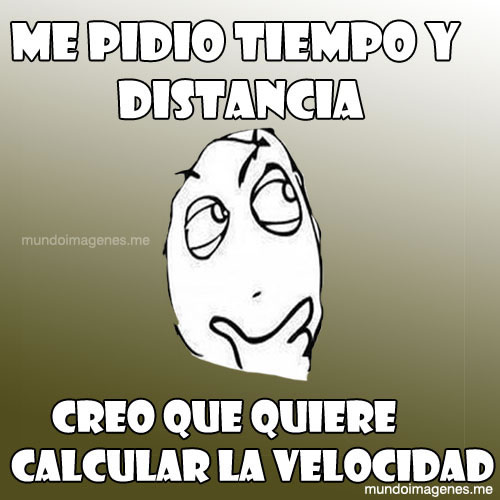 ME PIDIO TIEMPO Y
DISTANCIA
mundoimagenes.me
CREO QUE QUIERE
CALCULAR LA VELOCIDAD
mundoimagenes.me